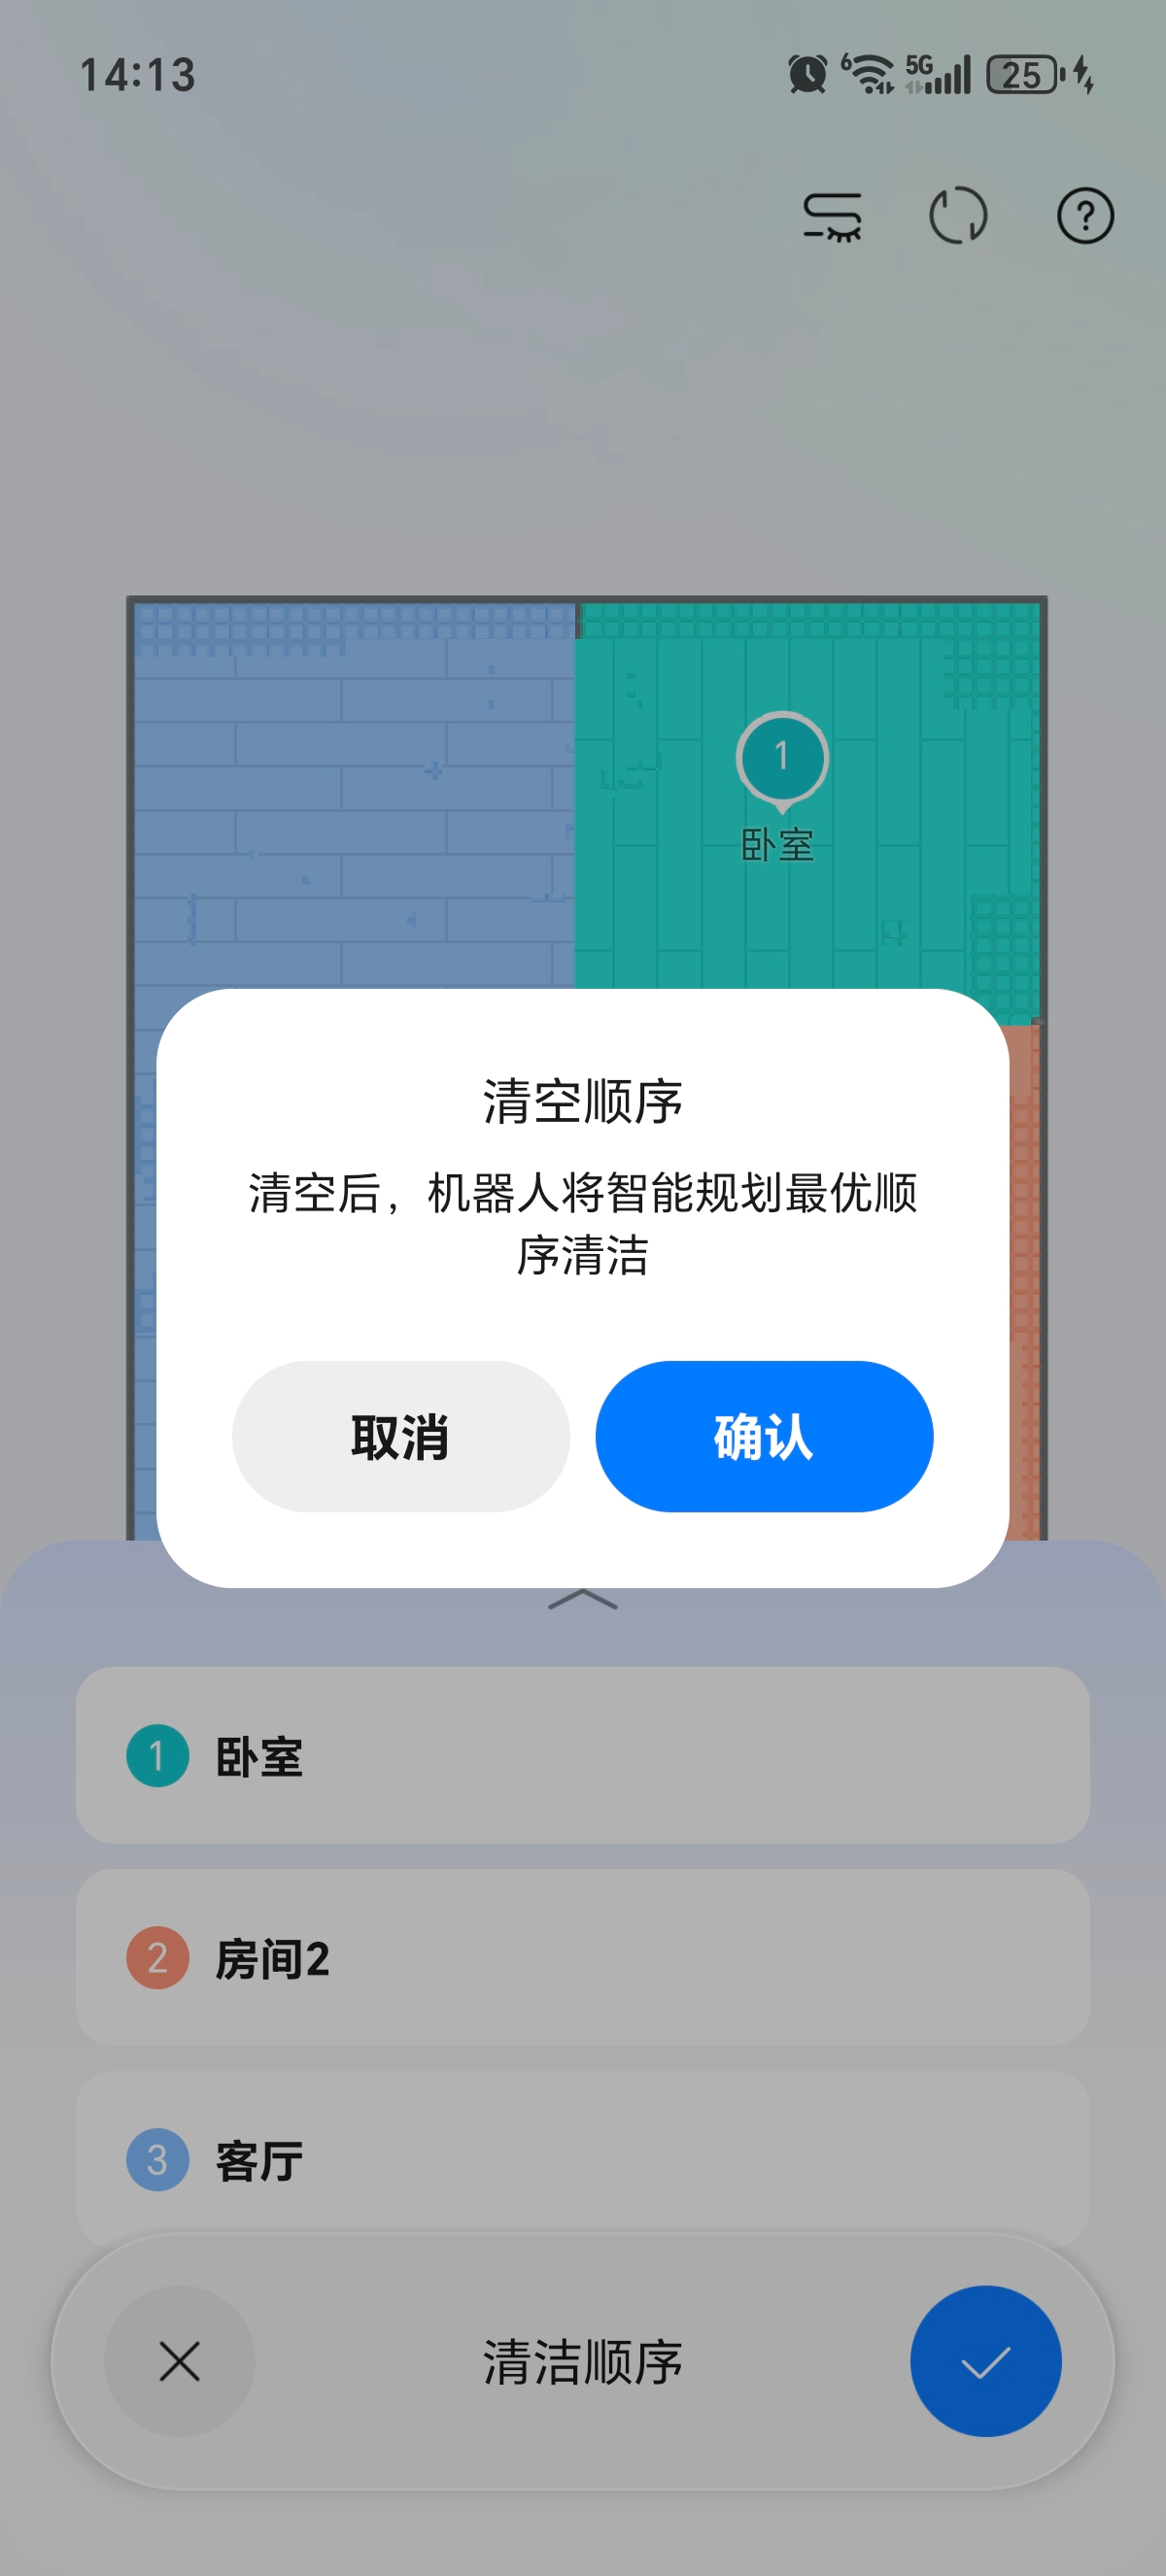 14:13
6
5G
25
1
卧室
清空顺序
清空后，机器人将智能规划最优顺
序清洁
取消
确认
1 卧室
2 房间2
3 客厅
清洁顺序